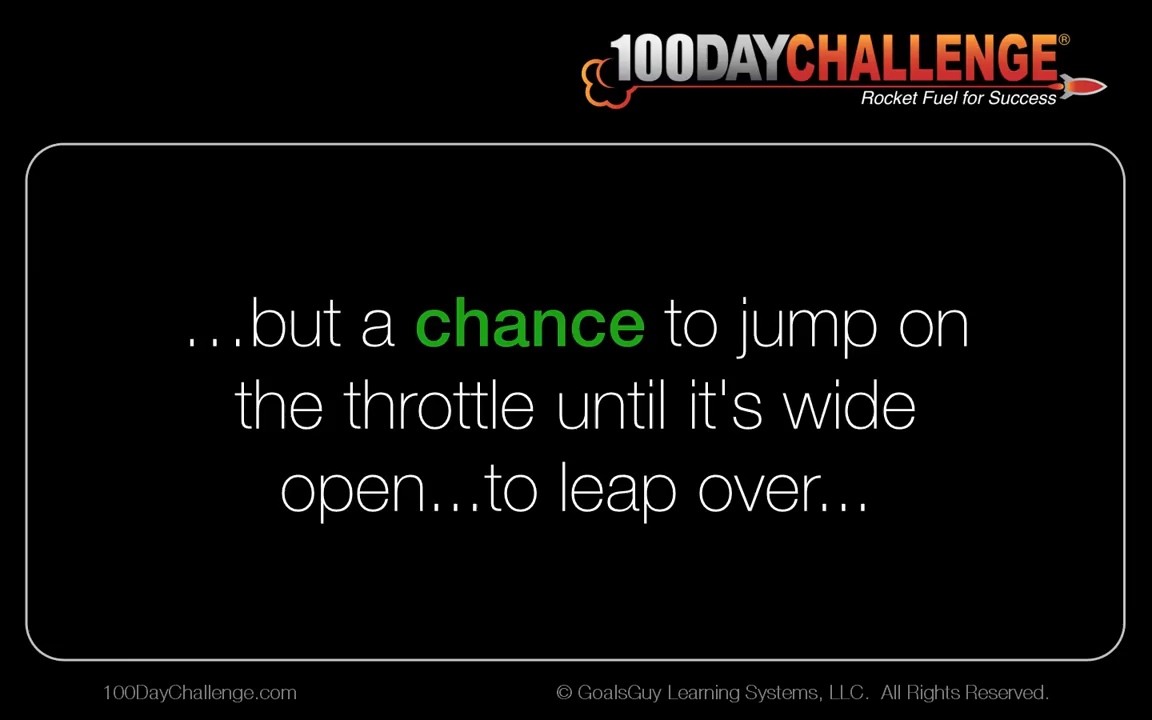 100DAYCHALLENGE®
Rocket Fuel for Success
...but a chance to jump on
the throttle until it's wide
open...to leap over...
100DayChallenge.com
© GoalsGuy Learning Systems, LLC. All Rights Reserved.